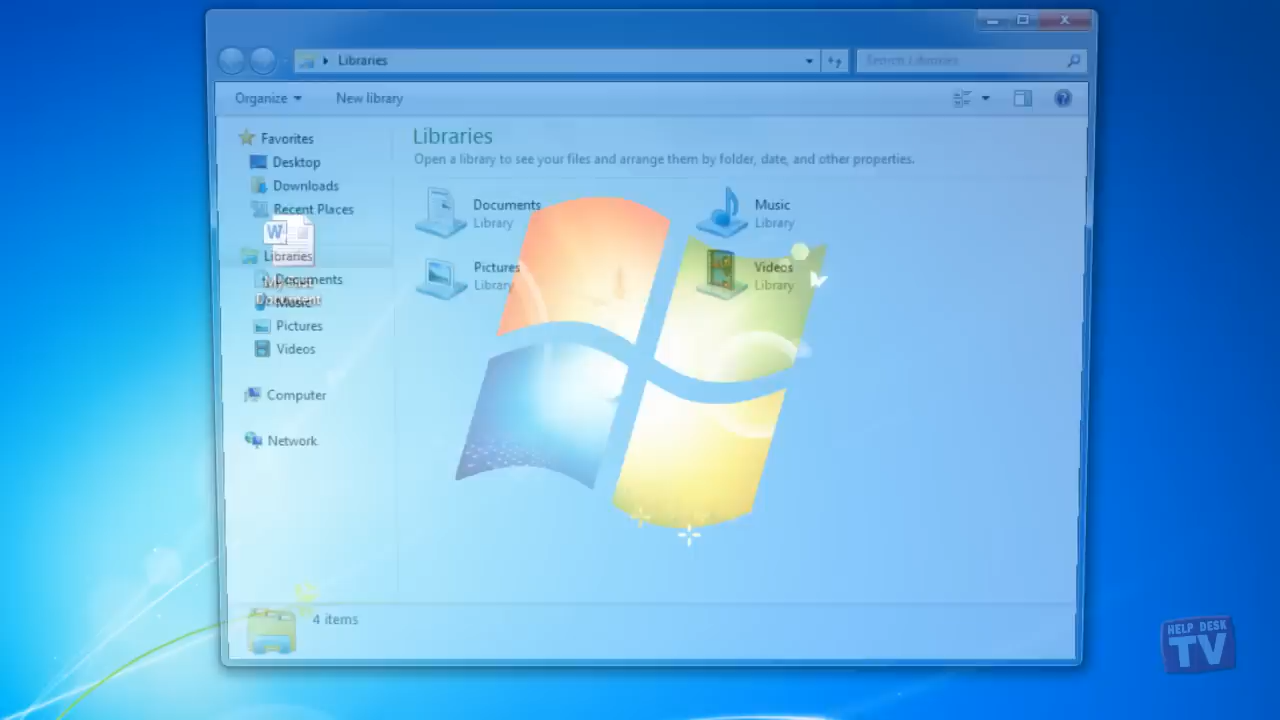 Libraries
Search Libraries
Organize
New library
Favorites
Desktop
Downloads
Recent Places
Libraries
Documents
Music
Pictures
Videos
Computer
Network
Libraries
Open a library to see your files and arrange them by folder, date, and other properties.
Documents
Library
Music
Library
Pictures
Library
Videos
Library
Document
4 items
HELP DESK
TV